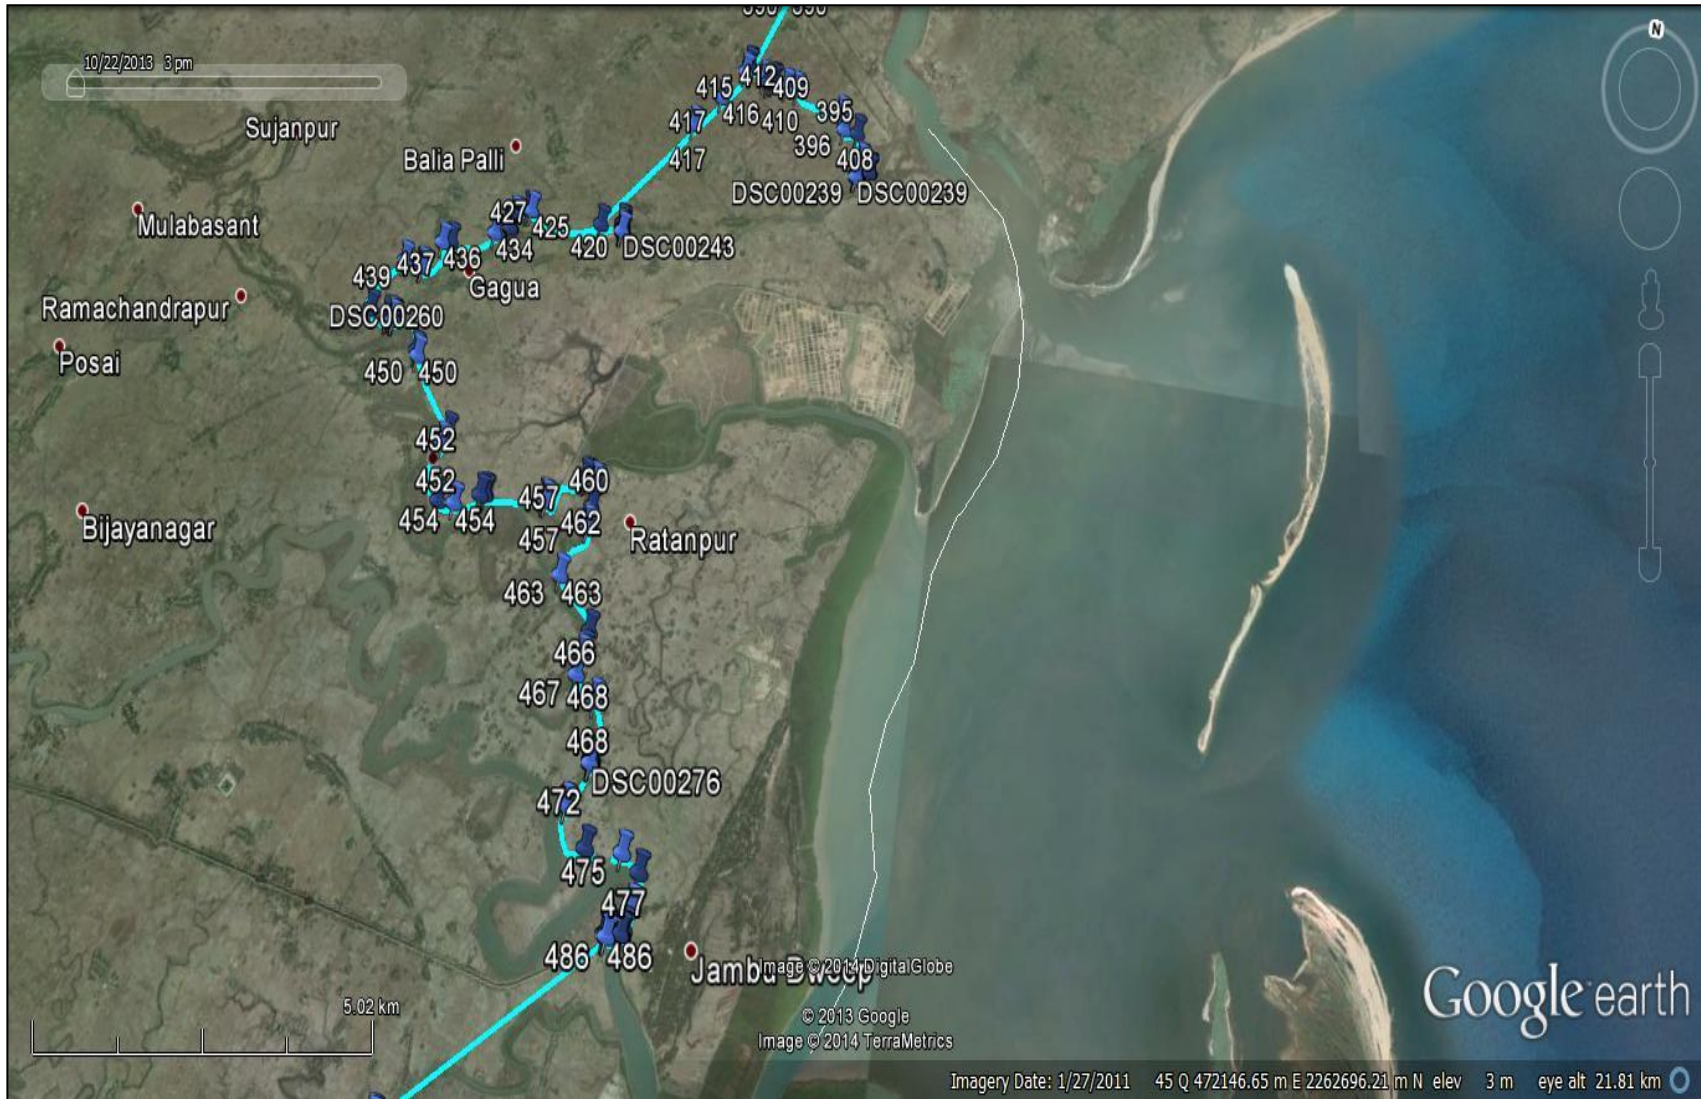 398 398
N
10/22/2013 3 pm
412
415
409
416
410
395
417
396
Sujanpur
Balia Palli
417
408
DSC00239
DSC00239
427
425
Mulabasant
434
420
DSC00243
436
437
439
Gagua
Ramachandrapur
DSC00260
Posai
450
450
452
452
460
457
454
454
462
Bijayanagar
457
Ratanpur
463
463
466
467
468
468
DSC00276
472
475
477
486
486
Jambu Dweep
Image © 2014 DigitalGlobe
© 2013 Google
Image © 2014 TerraMetrics
5.02 km
Google earth
Imagery Date: 1/27/2011 45 Q 472146.65 m E 2262696.21 m N elev 3 m eye alt 21.81 km